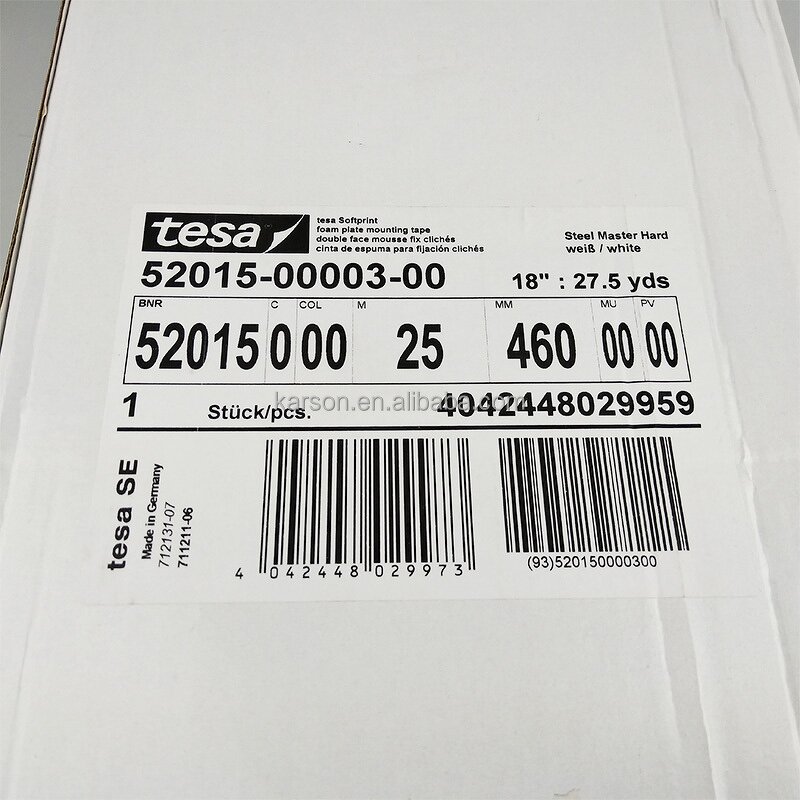 tesa
tesa Softprint
foam plate mounting tape
double face mousse fix clichés
cinta de espuma para fijación clichés
Steel Master Hard
weiß / white
52015-00003-00
18" : 27.5 yds
BNR C COL M MM MU PV
52015 0 00 25 460 00 00
1 Stück/pcs. 4042448029959
karson.en.alibaba.com
tesa SE
Made in Germany
712131-07
711211-06
4 042448 029973
(93)520150000300